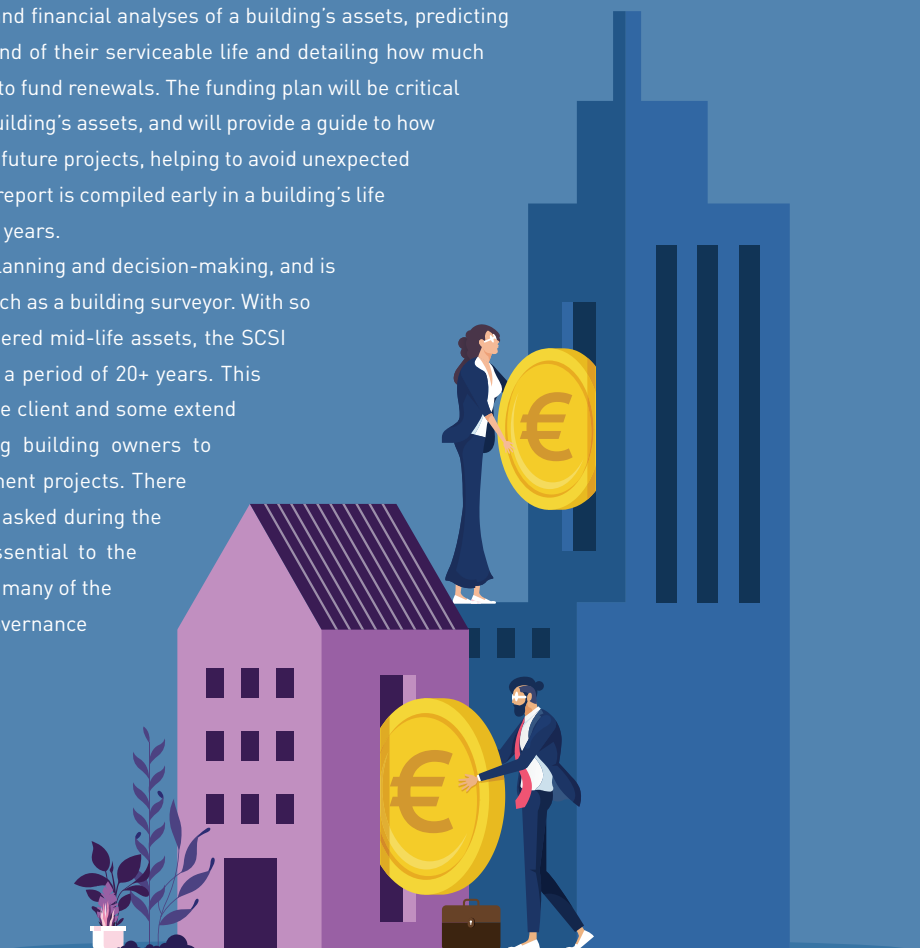 nd financial analyses of a building's assets, predicting
nd of their serviceable life and detailing how much
to fund renewals. The funding plan will be critical
uilding's assets, and will provide a guide to how
future projects, helping to avoid unexpected
report is compiled early in a building's life
years.
lanning and decision-making, and is
ch as a building surveyor. With so
ered mid-life assets, the SCSI
a period of 20+ years. This
e client and some extend
g building owners to
ent projects. There
asked during the
ssential to the
many of the
vernance
€
€